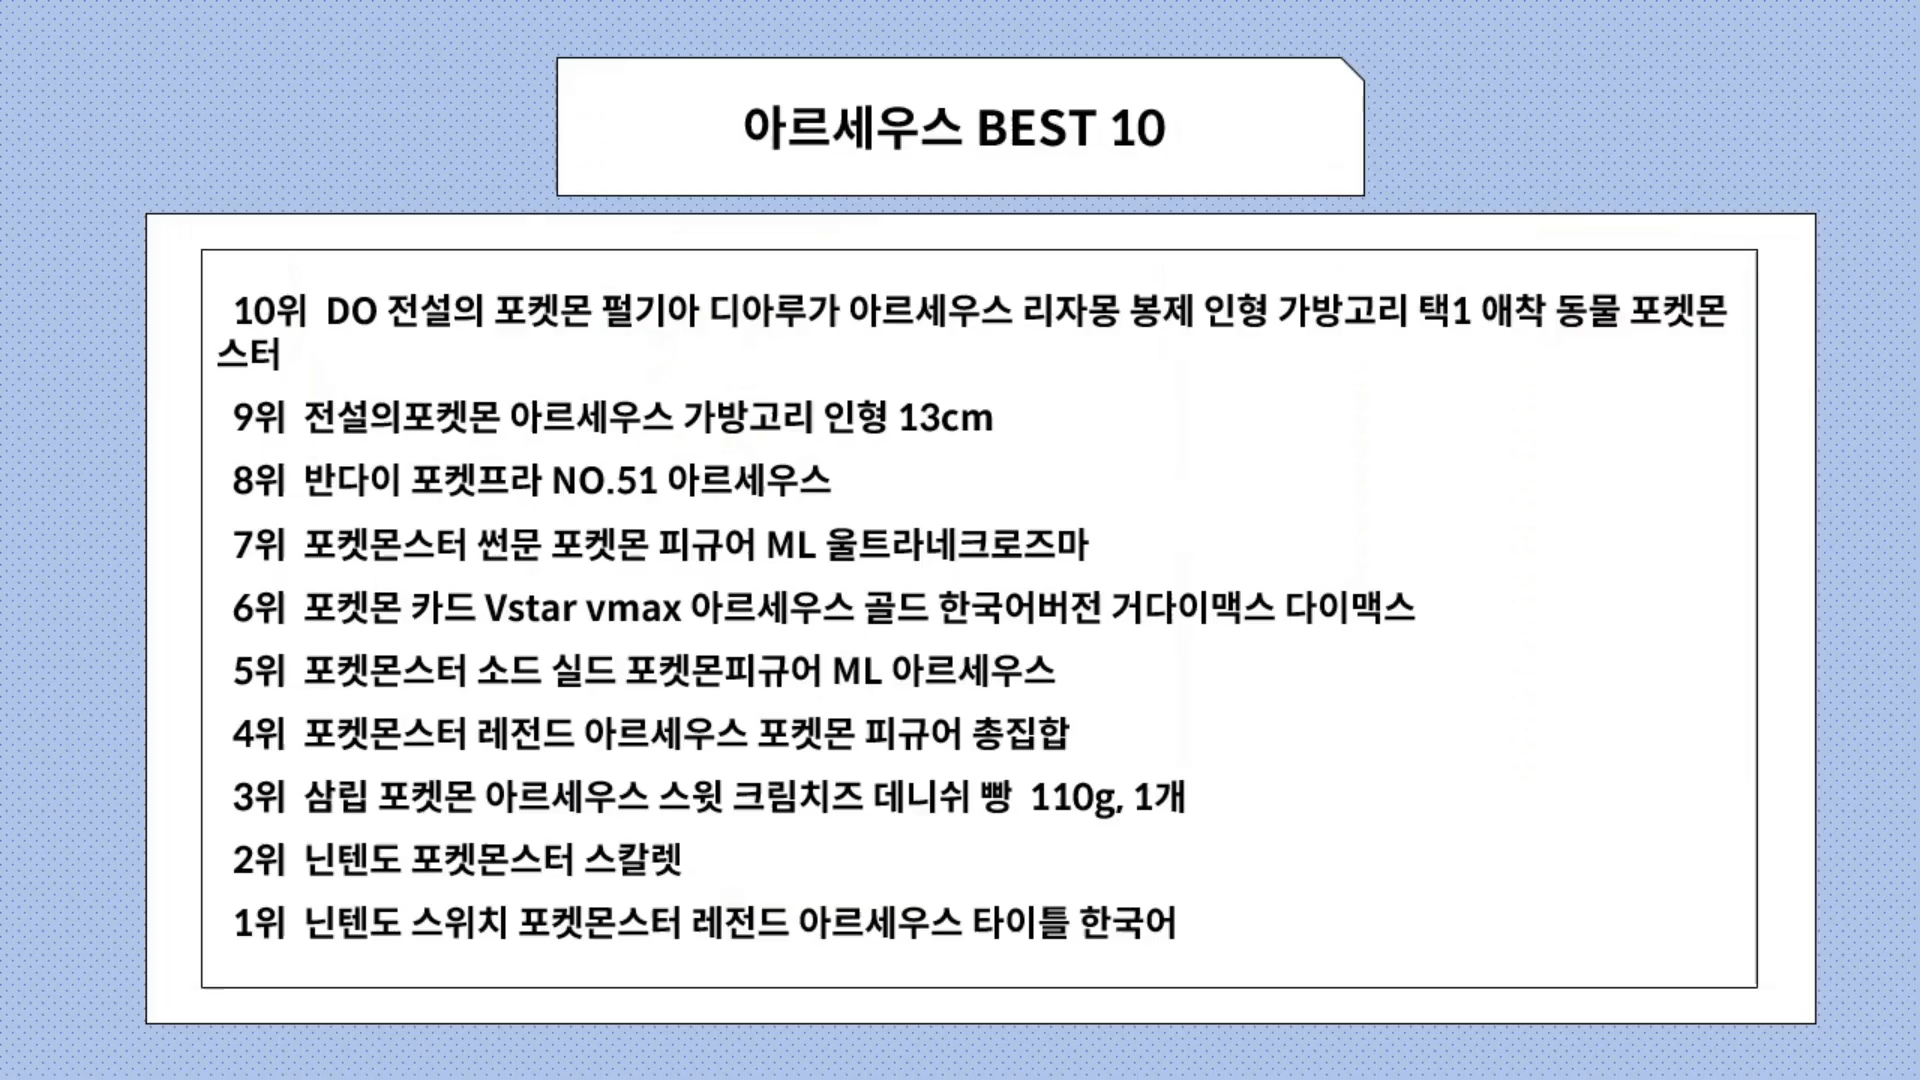 아르세우스 BEST 10
10위 DO 전설의 포켓몬 펄기아 디아루가 아르세우스 리자몽 봉제 인형 가방고리 택1 애착 동물 포켓몬
스터
9위 전설의포켓몬 아르세우스 가방고리 인형 13cm
8위 반다이 포켓프라 NO.51 아르세우스
7위 포켓몬스터 썬문 포켓몬 피규어 ML 울트라네크로즈마
6위 포켓몬 카드 Vstar vmax 아르세우스 골드 한국어버전 거다이맥스 다이맥스
5위 포켓몬스터 소드 실드 포켓몬피규어 ML 아르세우스
4위 포켓몬스터 레전드 아르세우스 포켓몬 피규어 총집합
3위 삼립 포켓몬 아르세우스 스윗 크림치즈 데니쉬 빵 110g, 1개
2위 닌텐도 포켓몬스터 스칼렛
1위 닌텐도 스위치 포켓몬스터 레전드 아르세우스 타이틀 한국어